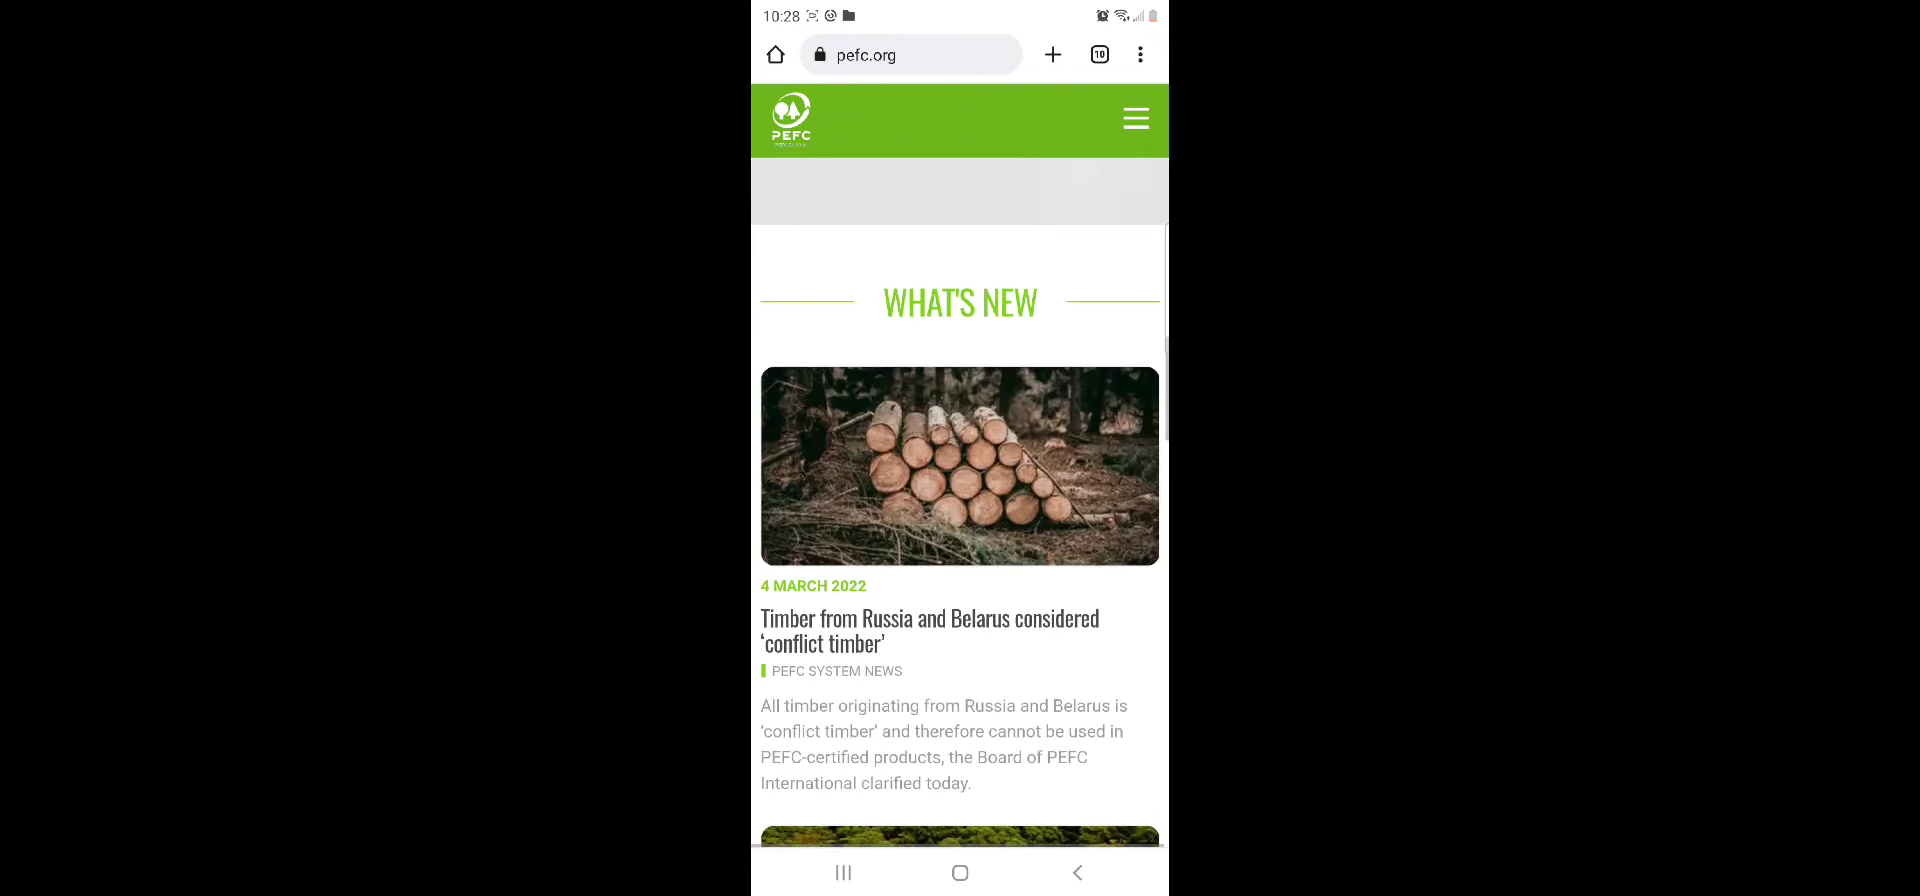 10:28
pefc.org
10
PEFC
WHAT'S NEW
4 MARCH 2022
Timber from Russia and Belarus considered
‘conflict timber’
PEFC SYSTEM NEWS
All timber originating from Russia and Belarus is
‘conflict timber’ and therefore cannot be used in
PEFC-certified products, the Board of PEFC
International clarified today.